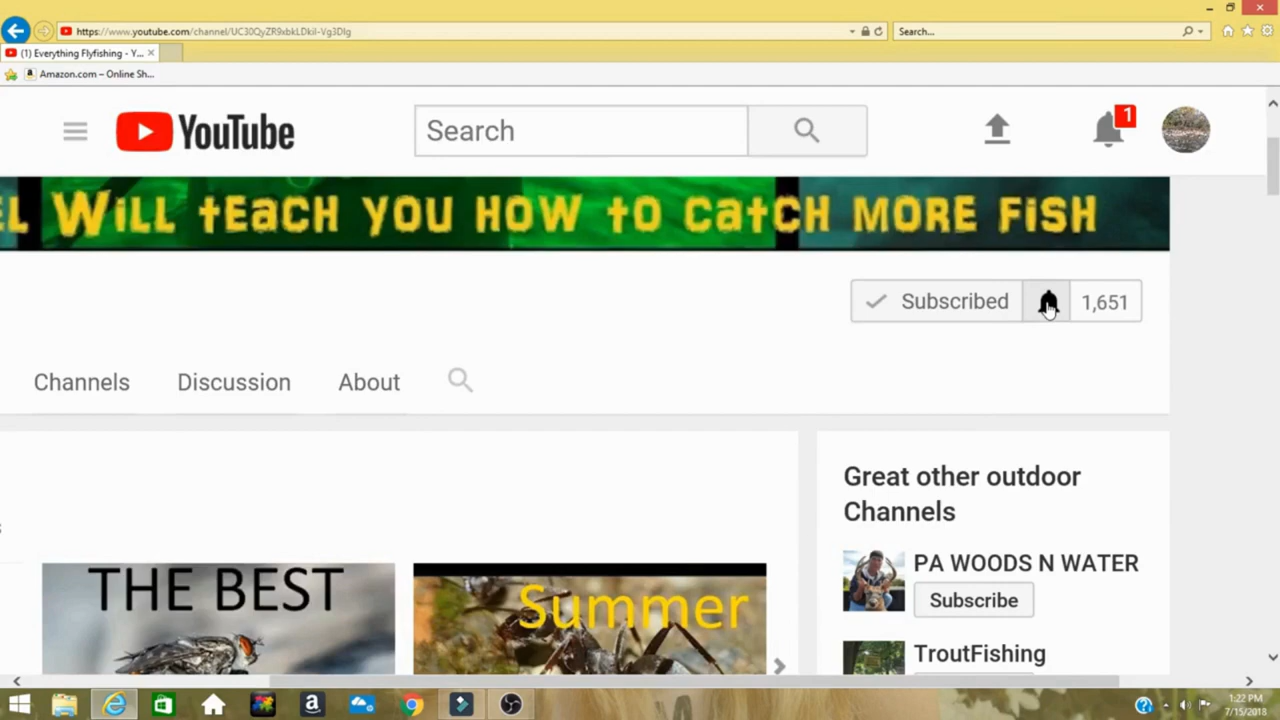 https://www.youtube.com/channel/UC30QyZR9xbkLDkil-Vg3Dlg
Search...
(1) Everything Flyfishing - Y...
Amazon.com – Online Sh...
YouTube
Search
1
EL WiLL tEaCH YOU HOW to CatCH MORE FiSH
Subscribed
1,651
Channels
Discussion
About
Great other outdoor
Channels
PA WOODS N WATER
Subscribe
TroutFishing
THE BEST
Summer
1:22 PM
7/15/2018